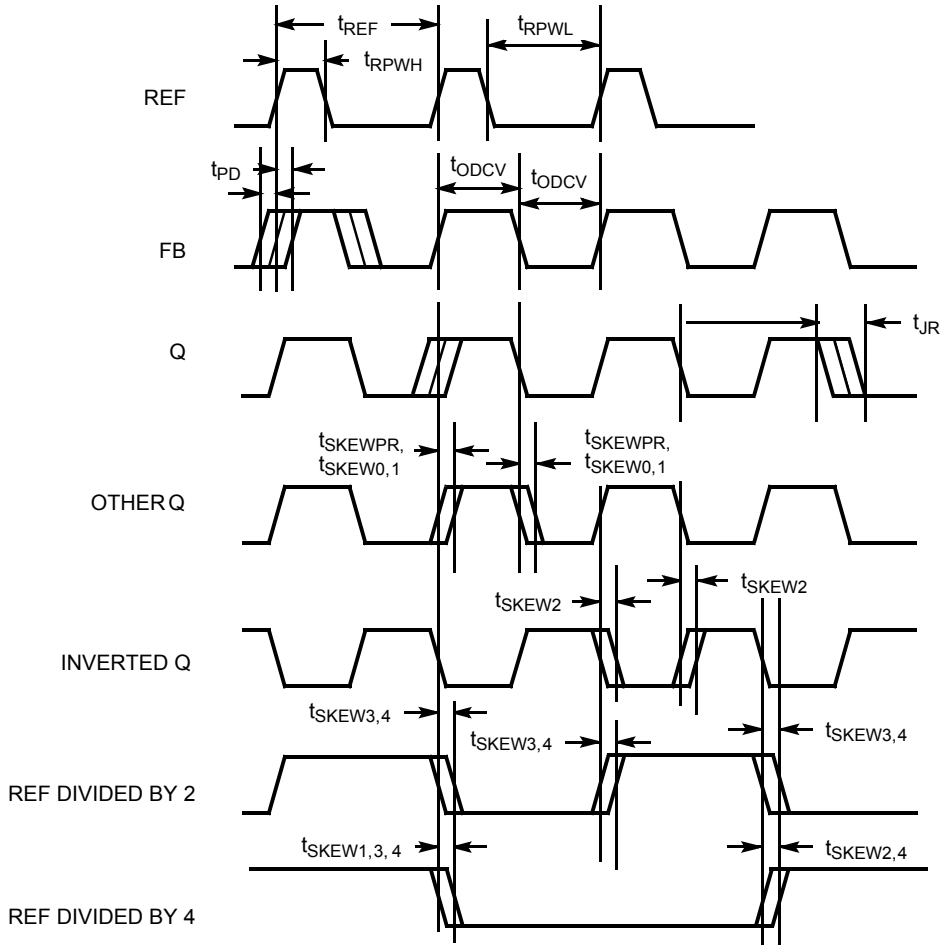 tREF
tRPWL
tRPWH
REF
tPD
tODCV
tODCV
FB
tJR
Q
tSKEWPR,
tSKEW0,1
tSKEWPR,
tSKEW0,1
OTHER Q
tSKEW2
tSKEW2
INVERTED Q
tSKEW3,4
tSKEW3,4
tSKEW3,4
REF DIVIDED BY 2
tSKEW1,3, 4
tSKEW2,4
REF DIVIDED BY 4